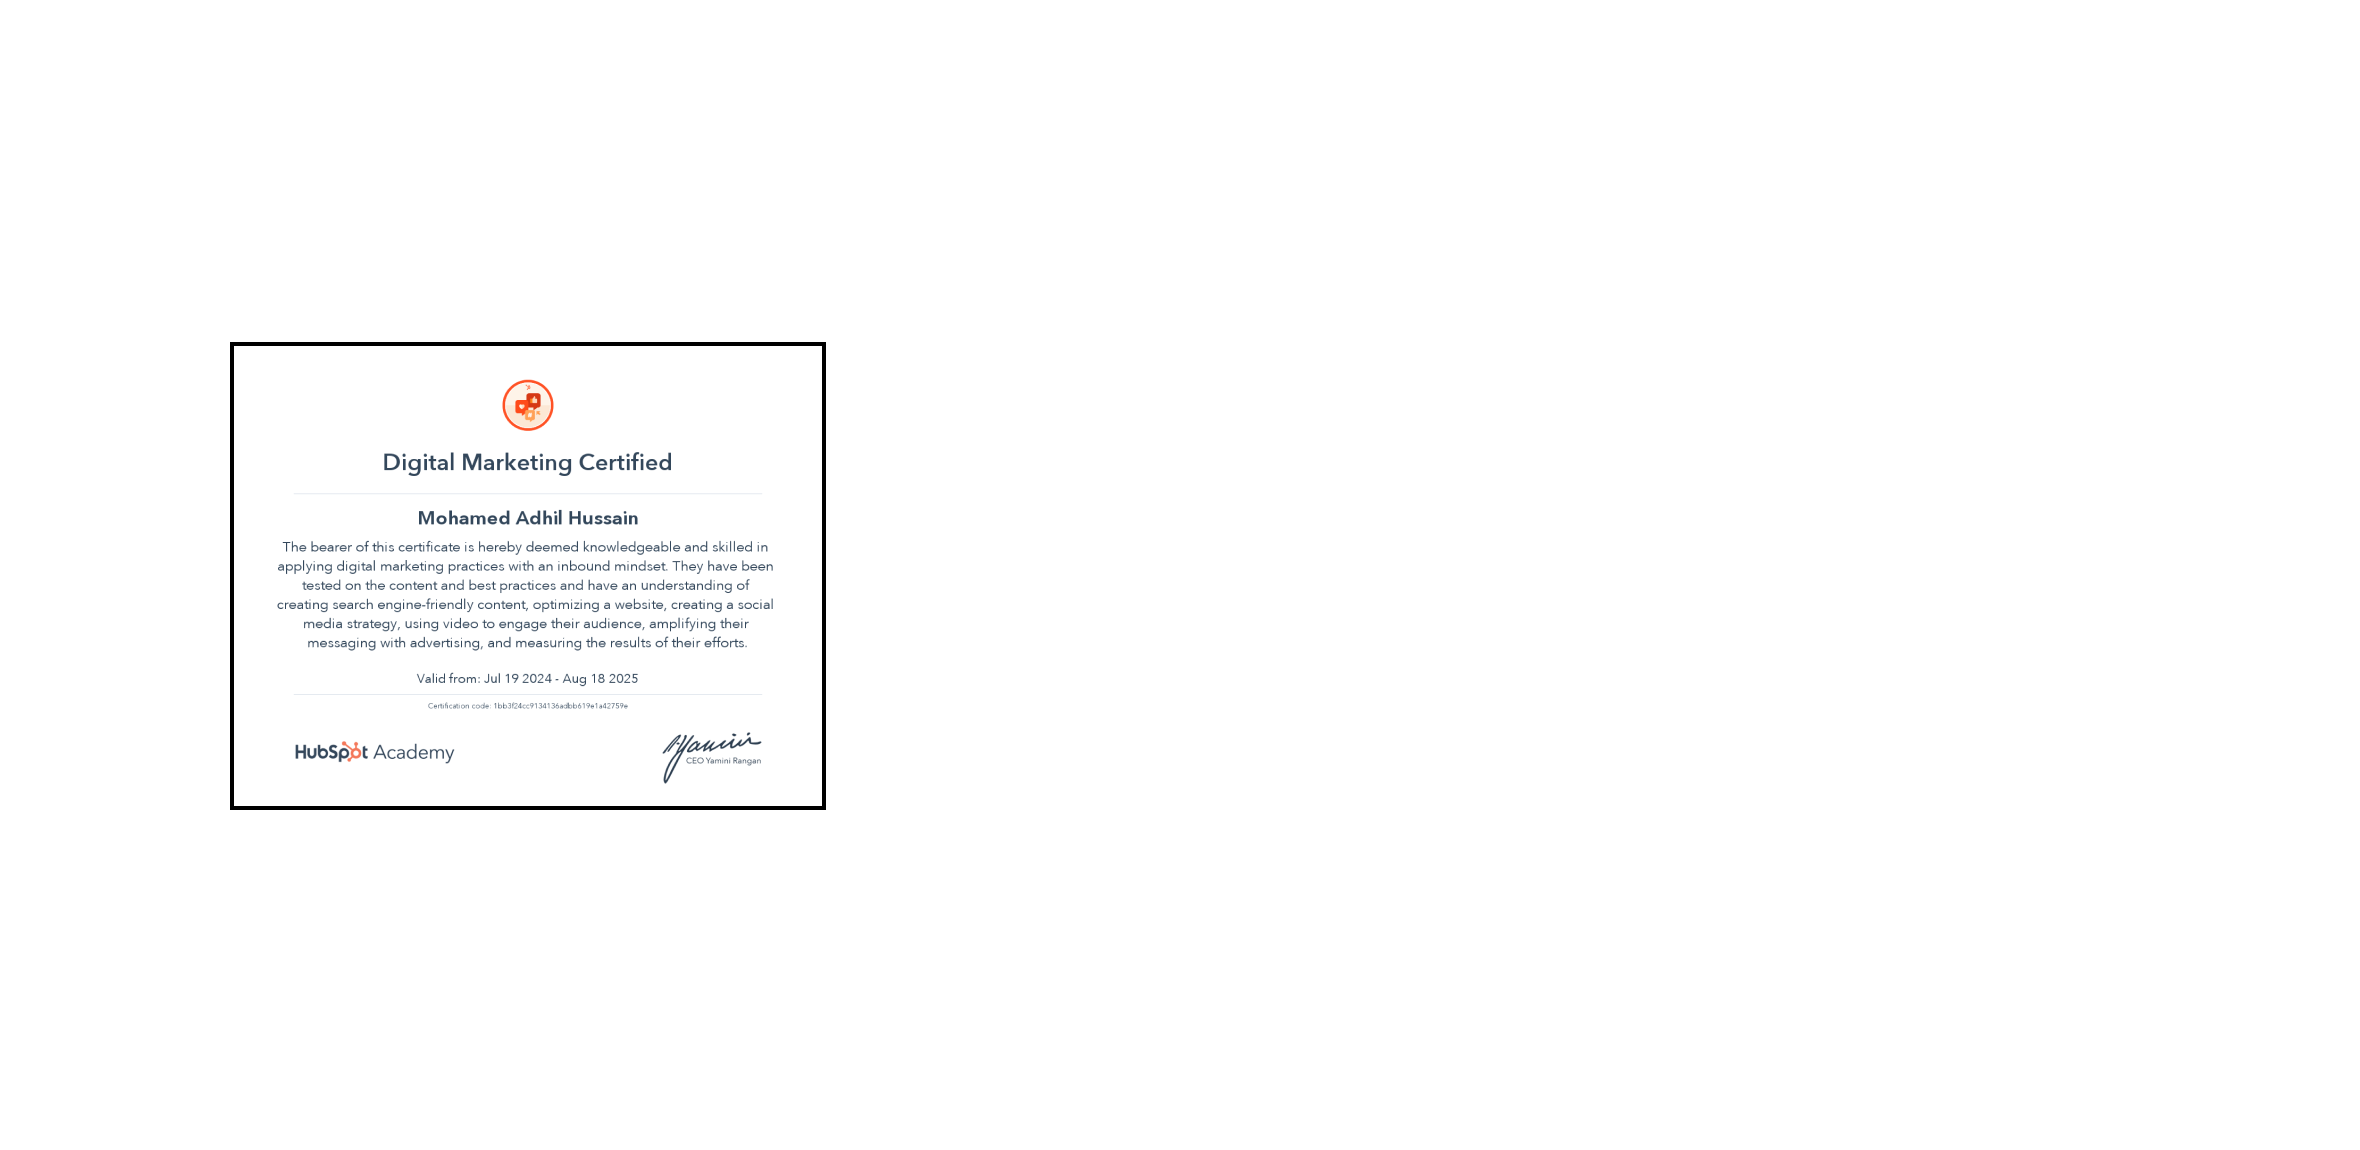 Digital Marketing Certified
Mohamed Adhil Hussain
The bearer of this certificate is hereby deemed knowledgeable and skilled in
applying digital marketing practices with an inbound mindset. They have been
tested on the content and best practices and have an understanding of
creating search engine-friendly content, optimizing a website, creating a social
media strategy, using video to engage their audience, amplifying their
messaging with advertising, and measuring the results of their efforts.
Valid from: Jul 19 2024 - Aug 18 2025
Certification code: 1bb3f24cc9134136adbb619e1a42759e
HubSpot Academy
Yamini
CEO Yamini Rangan